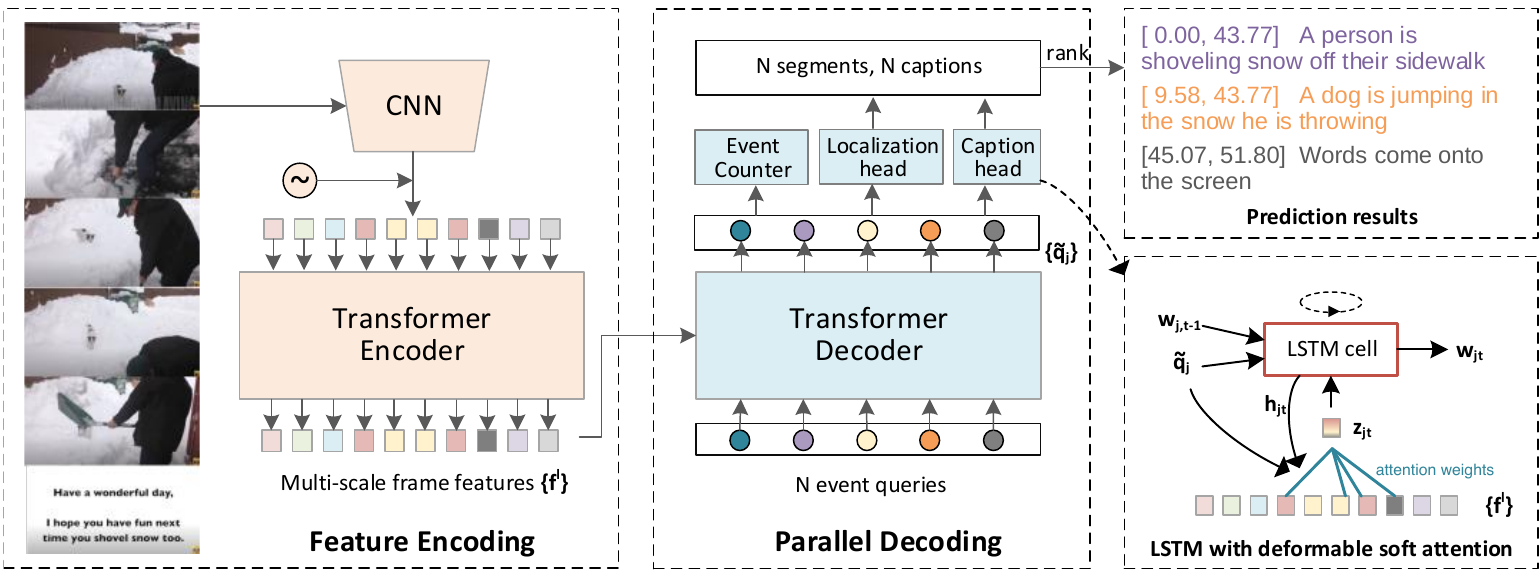 CNN
~
Transformer
Encoder
Multi-scale frame features {fˡ}
Have a wonderful day,
I hope you have fun next
time you shovel snow too.
Feature Encoding
N segments, N captions
rank
Event
Counter
Localization
head
Caption
head
{q̃ⱼ}
Transformer
Decoder
N event queries
Parallel Decoding
[ 0.00, 43.77] A person is
shoveling snow off their sidewalk
[ 9.58, 43.77] A dog is jumping in
the snow he is throwing
[45.07, 51.80] Words come onto
the screen
Prediction results
w_{j,t-1}
LSTM cell
w_{jt}
q̃ⱼ
h_{jt}
z_{jt}
attention weights
{fˡ}
LSTM with deformable soft attention